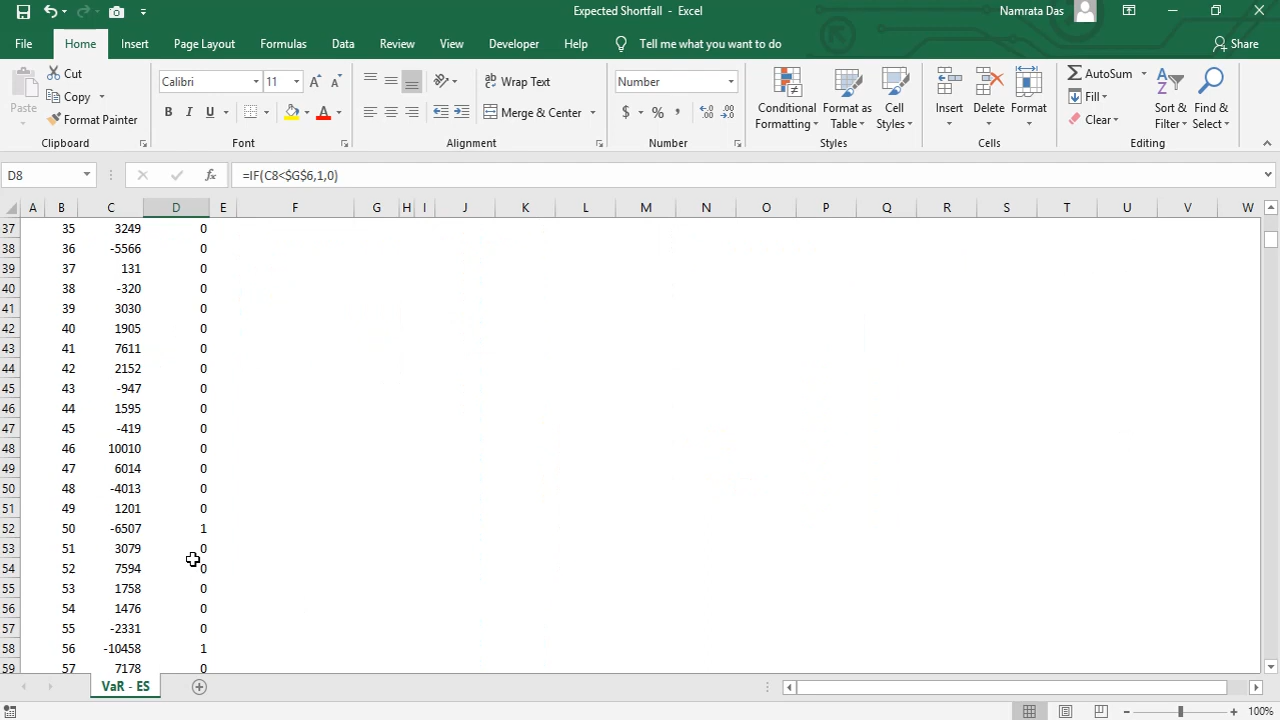 Expected Shortfall - Excel
Namrata Das
File Home Insert Page Layout Formulas Data Review View Developer Help Tell me what you want to do Share
Paste
Cut
Copy
Format Painter
Clipboard
Calibri 11
B I U A
Font
Wrap Text
Merge & Center
Alignment
Number
$ % ,
Number
Conditional Formatting
Format as Table
Cell Styles
Styles
Insert Delete Format
Cells
AutoSum
Fill
Clear
Sort & Filter
Find & Select
Editing
D8 fx =IF(C8<$G$6,1,0)
A B C D E F G H I J K L M N O P Q R S T U V W
37 35 3249 0
38 36 -5566 0
39 37 131 0
40 38 -320 0
41 39 3030 0
42 40 1905 0
43 41 7611 0
44 42 2152 0
45 43 -947 0
46 44 1595 0
47 45 -419 0
48 46 10010 0
49 47 6014 0
50 48 -4013 0
51 49 1201 0
52 50 -6507 1
53 51 3079 0
54 52 7594 0
55 53 1758 0
56 54 1476 0
57 55 -2331 0
58 56 -10458 1
59 57 7178 0
VaR - ES
100%